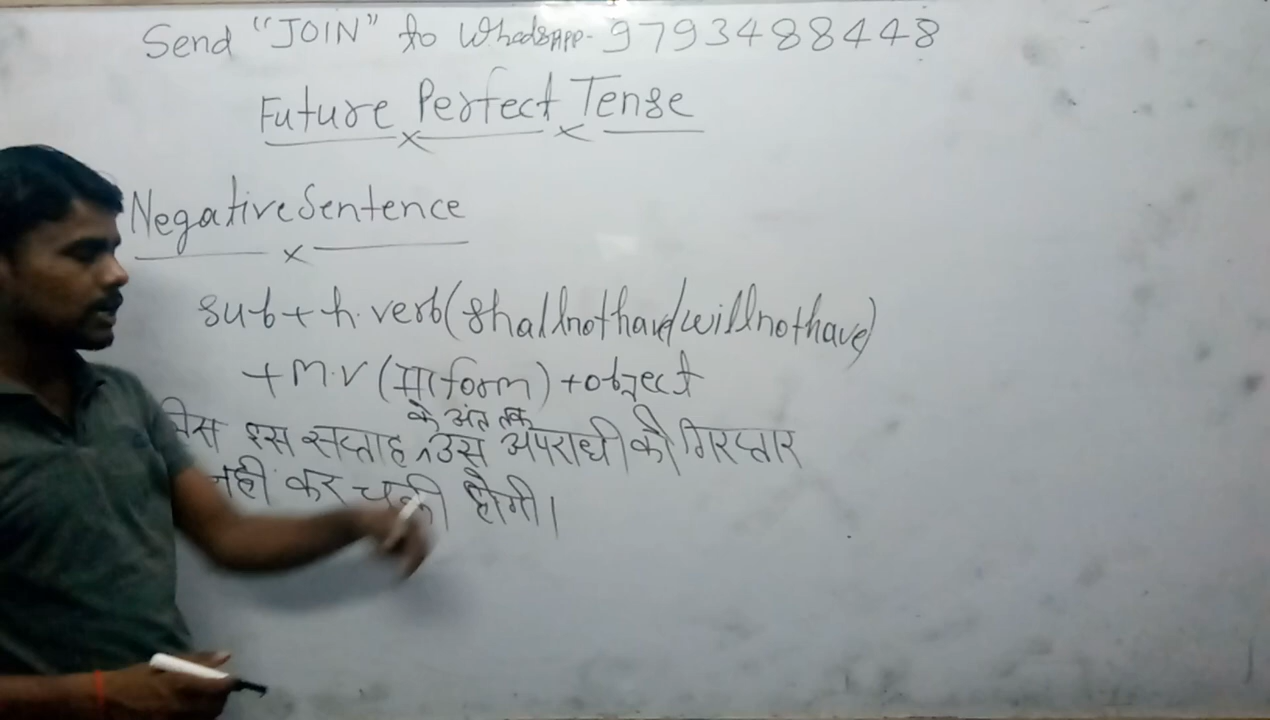 Send "JOIN" to WhatsApp- 9793488448
Future Perfect Tense
Negative Sentence
Sub + h. verb (shall not have/will not have)
+ m.v (III form) + object
के अंत तक
इस सप्ताह ^ उस अपराधी को गिरफ्तार
नहीं कर चुकी होगी।